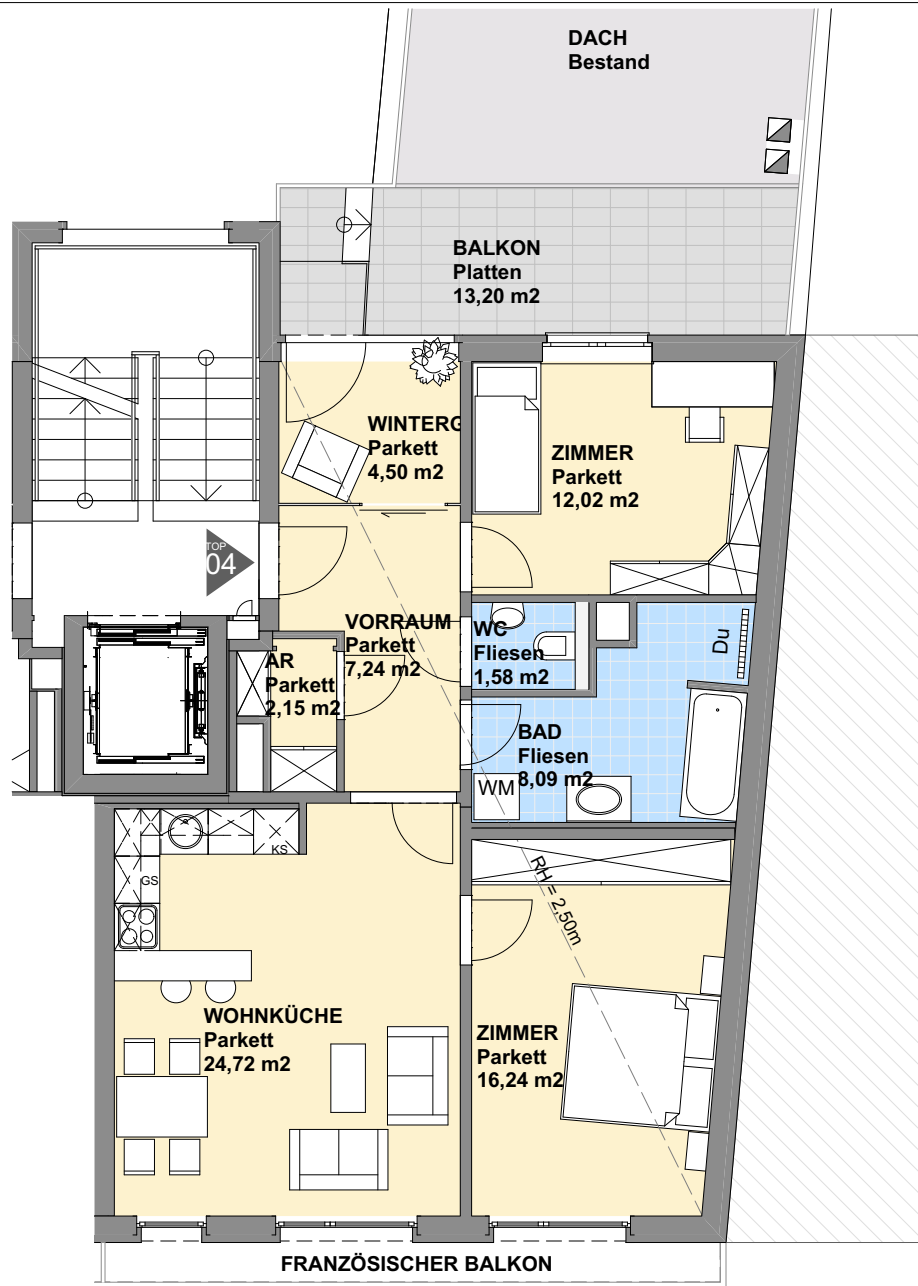 DACH
Bestand
BALKON
Platten
13,20 m2
WINTERG
Parkett
4,50 m2
ZIMMER
Parkett
12,02 m2
TOP
04
VORRAUM
Parkett
7,24 m2
WC
Fliesen
1,58 m2
Du
AR
Parkett
2,15 m2
BAD
Fliesen
8,09 m2
WM
KS
GS
RH = 2,50m
WOHNKÜCHE
Parkett
24,72 m2
ZIMMER
Parkett
16,24 m2
FRANZÖSISCHER BALKON